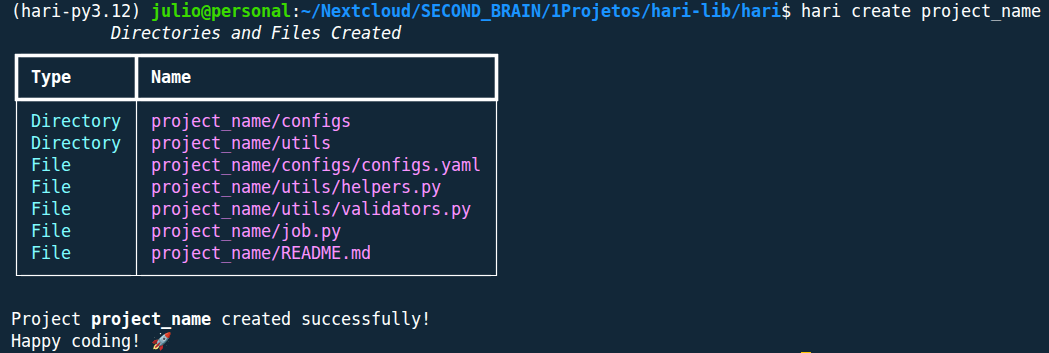 (hari-py3.12) julio@personal:~/Nextcloud/SECOND_BRAIN/1Projetos/hari-lib/hari$ hari create project_name
Directories and Files Created
Type Name
Directory project_name/configs
Directory project_name/utils
File project_name/configs/configs.yaml
File project_name/utils/helpers.py
File project_name/utils/validators.py
File project_name/job.py
File project_name/README.md
Project project_name created successfully!
Happy coding! 🚀